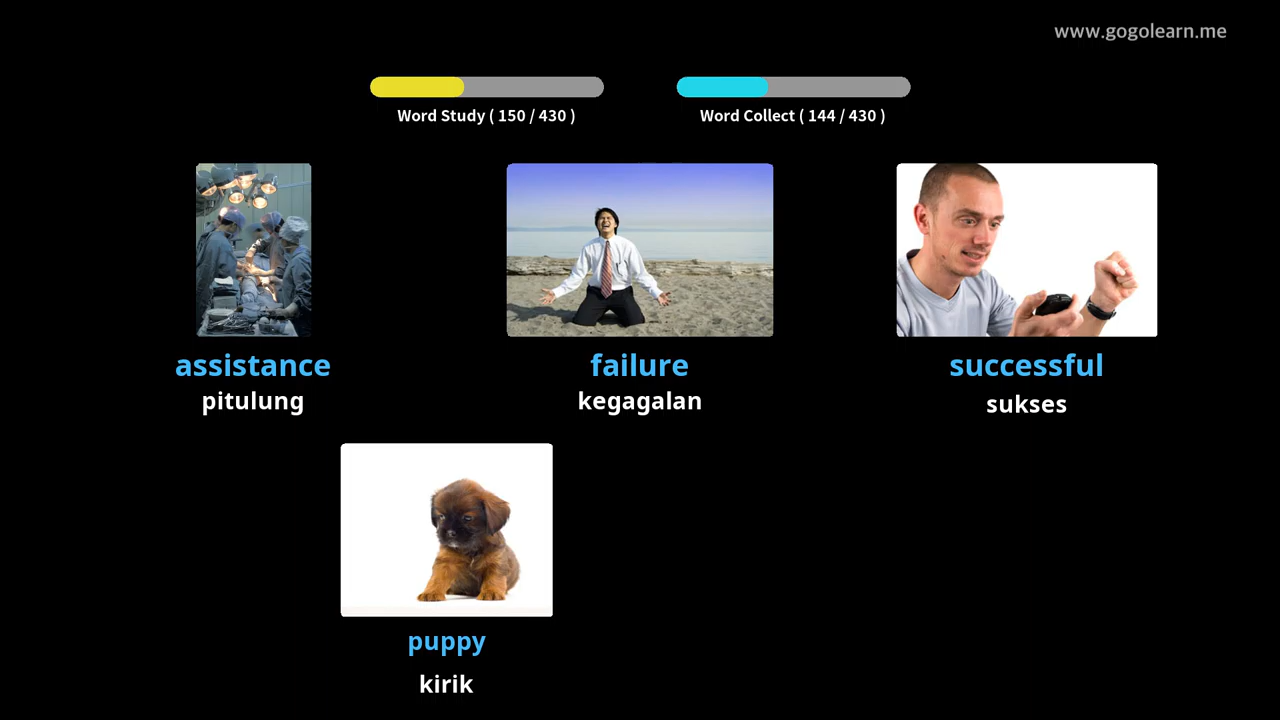 www.gogolearn.me
Word Study ( 150 / 430 )
Word Collect ( 144 / 430 )
assistance
pitulung
failure
kegagalan
successful
sukses
puppy
kirik